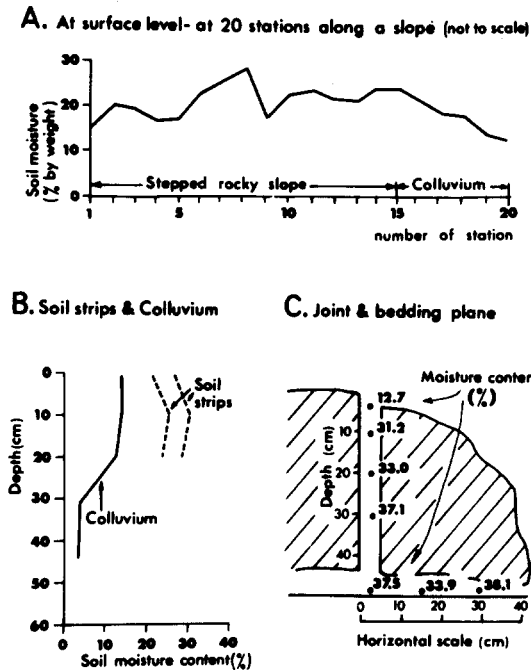 A. At surface level- at 20 stations along a slope (not to scale)
Soil moisture
(% by weight)
30
20
10
0
Stepped rocky slope
Colluvium
1 5 10 15 20
number of station
B. Soil strips & Colluvium
Depth(cm)
0
10
20
30
40
50
60
Soil
strips
Colluvium
0 10 20 30 40
Soil moisture content(%)
C. Joint & bedding plane
Moisture conten
(%)
Depth (cm)
0
10
20
30
40
12.7
31.2
33.0
37.1
37.5 33.9 38.1
0 10 20 30 40
Horizontal scale (cm)